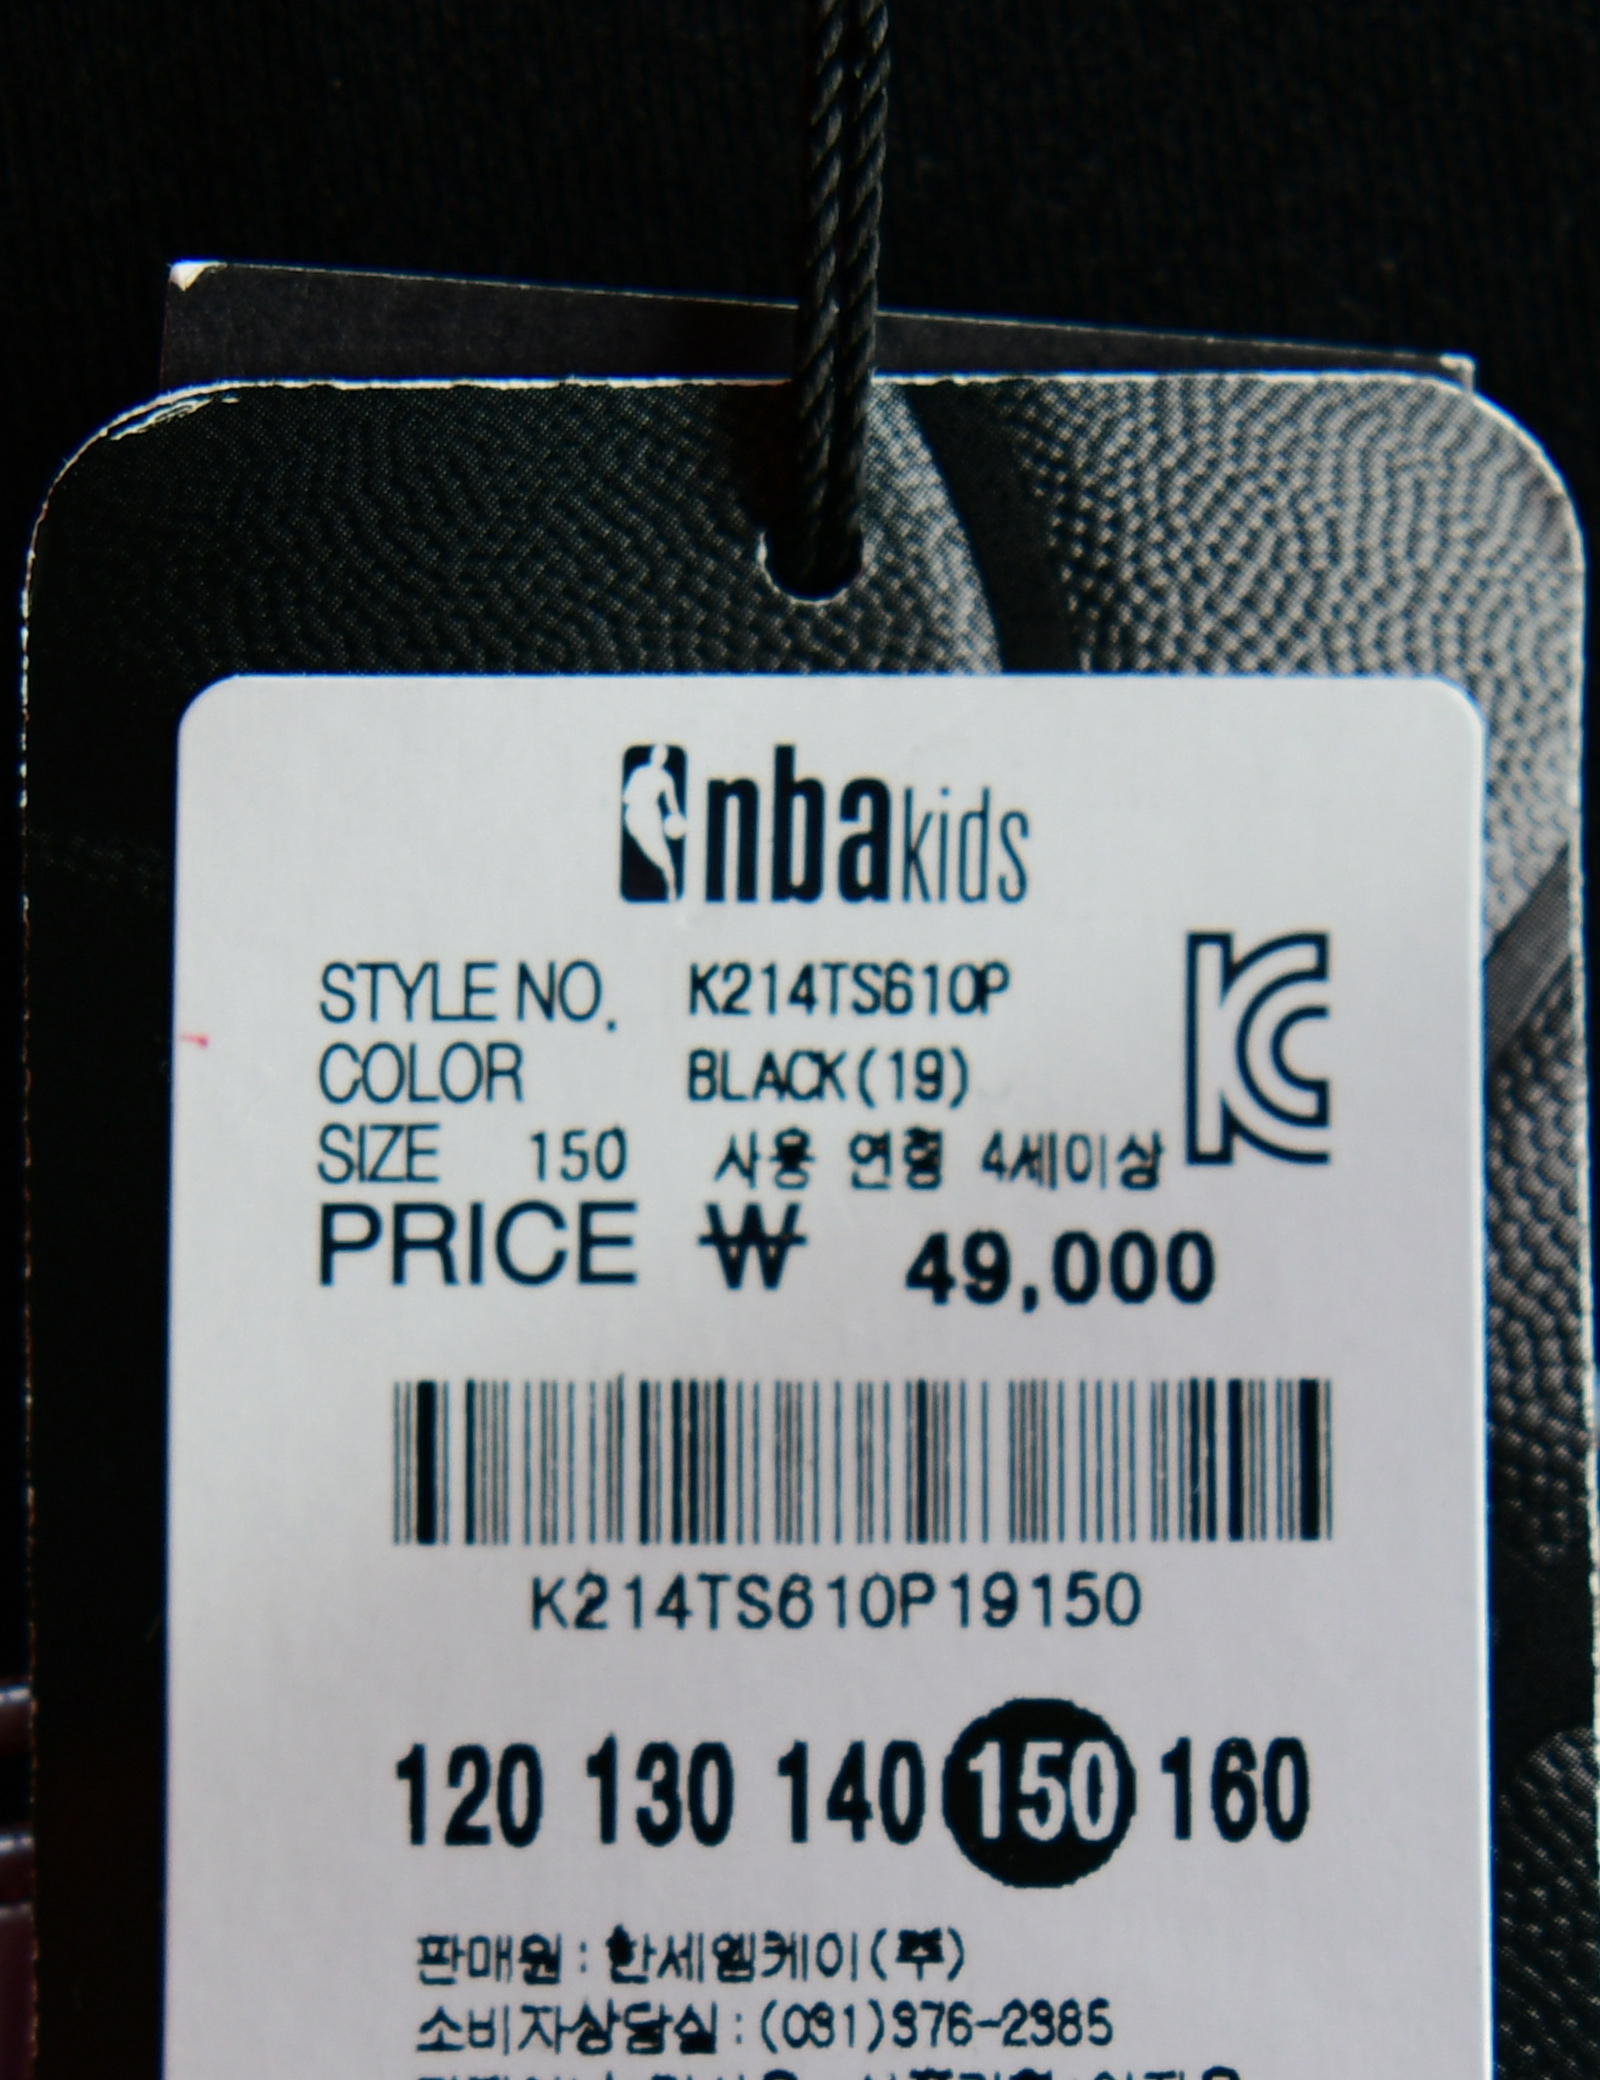 nbakids
STYLE NO. K214TS610P
COLOR BLACK(19)
SIZE 150 사용 연령 4세이상
PRICE ₩ 49,000
K214TS610P19150
120 130 140 150 160
판매원 : 한세엠케이(주)
소비자상담실 : (031)376-2385